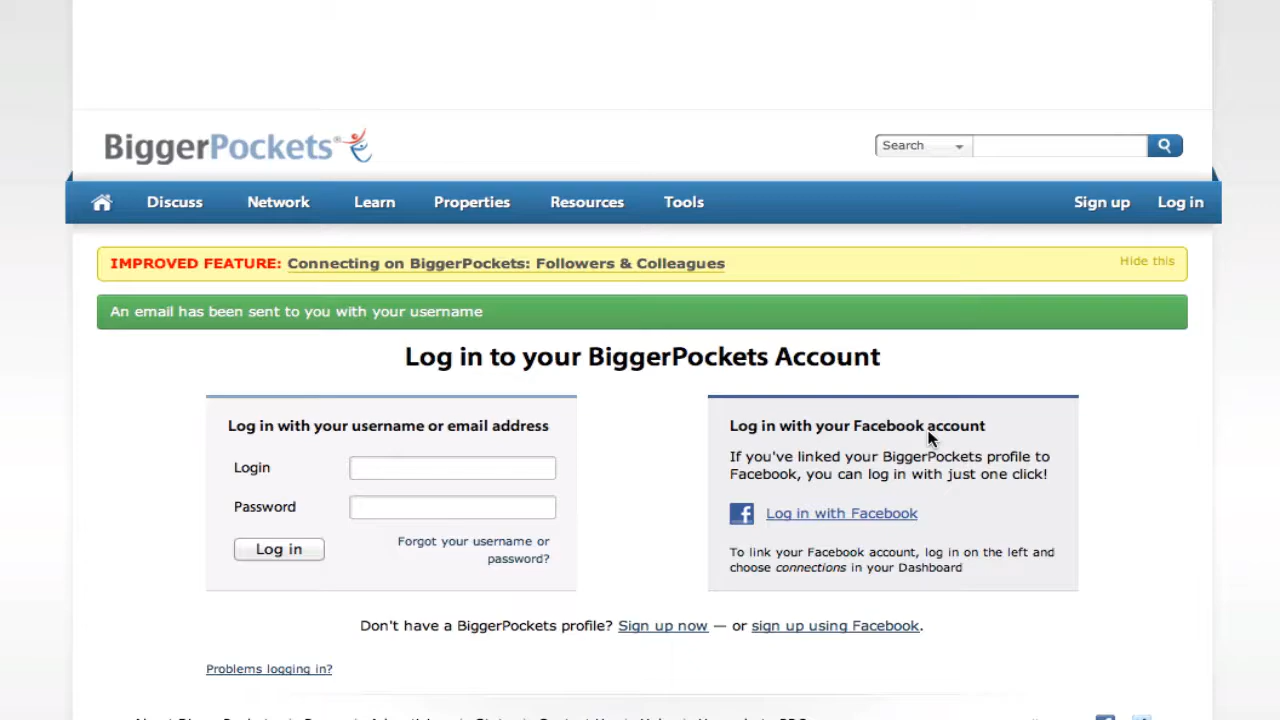 BiggerPockets®
Search
Discuss Network Learn Properties Resources Tools Sign up Log in
IMPROVED FEATURE: Connecting on BiggerPockets: Followers & Colleagues Hide this
An email has been sent to you with your username
Log in to your BiggerPockets Account
Log in with your username or email address
Login
Password
Log in
Forgot your username or
password?
Log in with your Facebook account
If you've linked your BiggerPockets profile to
Facebook, you can log in with just one click!
Log in with Facebook
To link your Facebook account, log in on the left and
choose connections in your Dashboard
Don't have a BiggerPockets profile? Sign up now — or sign up using Facebook.
Problems logging in?